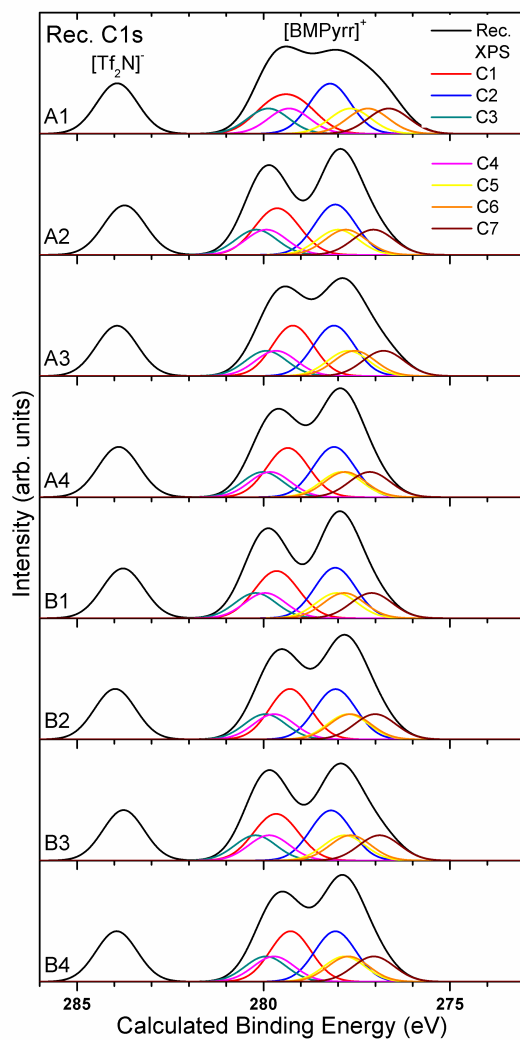 Rec. C1s
[Tf₂N]⁻
[BMPyrr]⁺
Rec.
XPS
C1
C2
C3
C4
C5
C6
C7
A1
A2
A3
A4
B1
B2
B3
B4
Intensity (arb. units)
285
280
275
Calculated Binding Energy (eV)